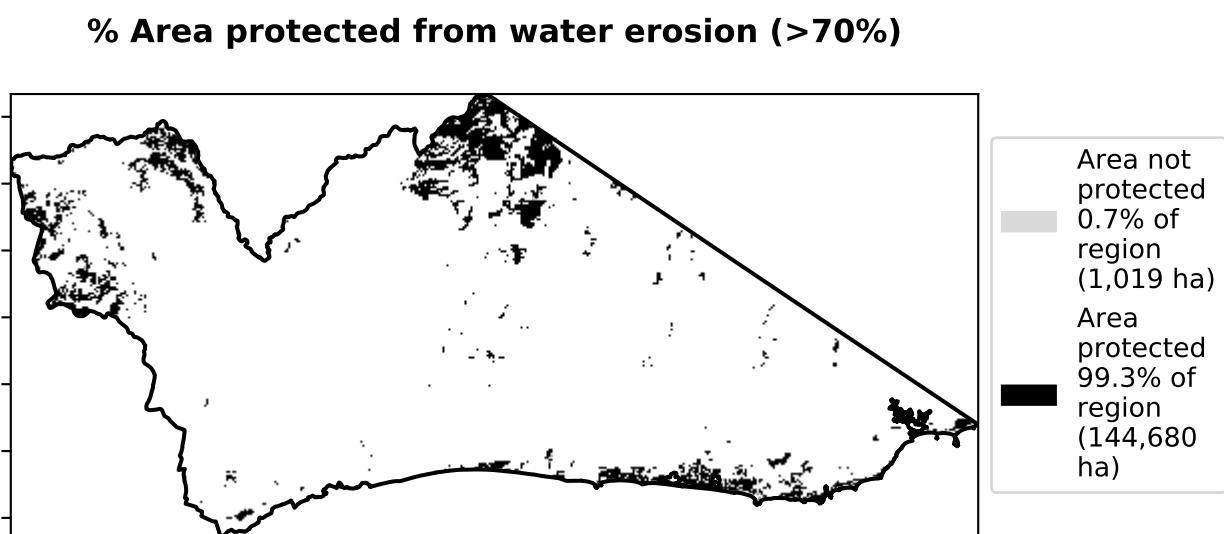 % Area protected from water erosion (>70%)
Area not
protected
0.7% of
region
(1,019 ha)
Area
protected
99.3% of
region
(144,680
ha)